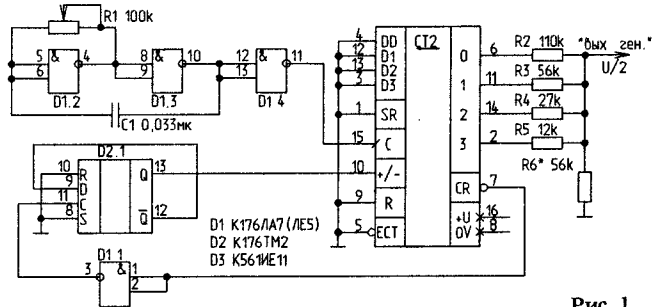 R1 100k
5
6
&
4
D1.2
8
9
&
10
D1.3
12
13
&
11
D1 4
C1 0,033мк
D2.1
10 R
9 D
11 C
8 S
Q 13
Q 12
3
D1 1
&
1
2
D1 К176ЛА7(ЛЕ5)
D2 К176ТМ2
D3 К561ИЕ11
4 DD
12 D1
13 D2
3 D3
1 SR
15 C
10 +/-
9 R
5 ECT
CT2
0 6
1 11
2 14
3 2
CR 7
+U 16
0V 8
R2 110k
R3 56k
R4 27k
R5 12k
R6* 56k
"Вых ген."
U/2
Рис. 1